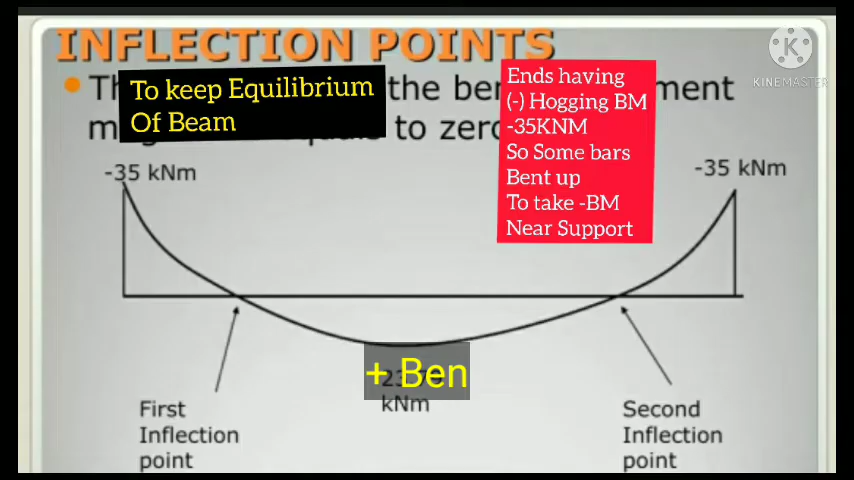 INFLECTION POINTS
To keep Equilibrium
Of Beam
the
ment
to zero
Ends having
(-) Hogging BM
-35KNM
So Some bars
Bent up
To take -BM
Near Support
K
KINEMASTER
-35 kNm
-35 kNm
+ Ben
kNm
First
Inflection
point
Second
Inflection
point